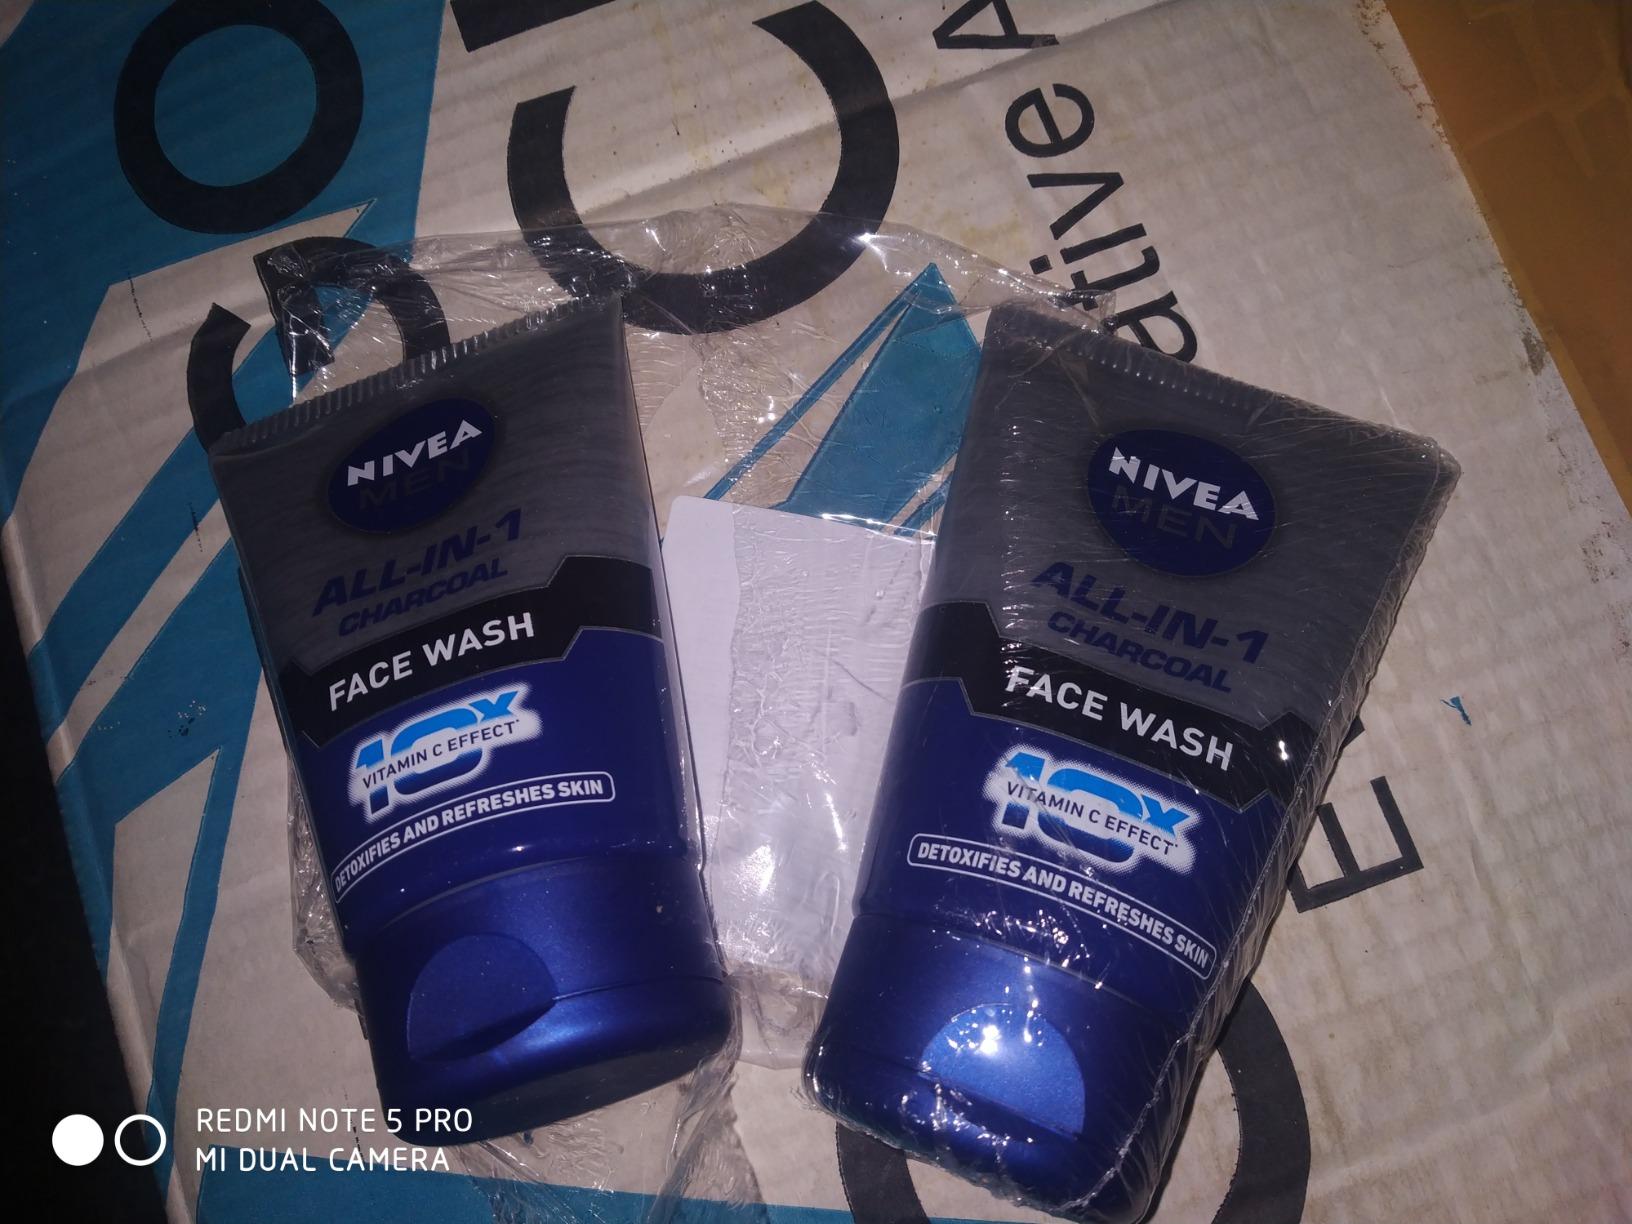 NIVEA
MEN
ALL-IN-1
CHARCOAL
FACE WASH
10X
VITAMIN C EFFECT*
DETOXIFIES AND REFRESHES SKIN
NIVEA
MEN
ALL-IN-1
CHARCOAL
FACE WASH
10X
VITAMIN C EFFECT*
DETOXIFIES AND REFRESHES SKIN
REDMI NOTE 5 PRO
MI DUAL CAMERA